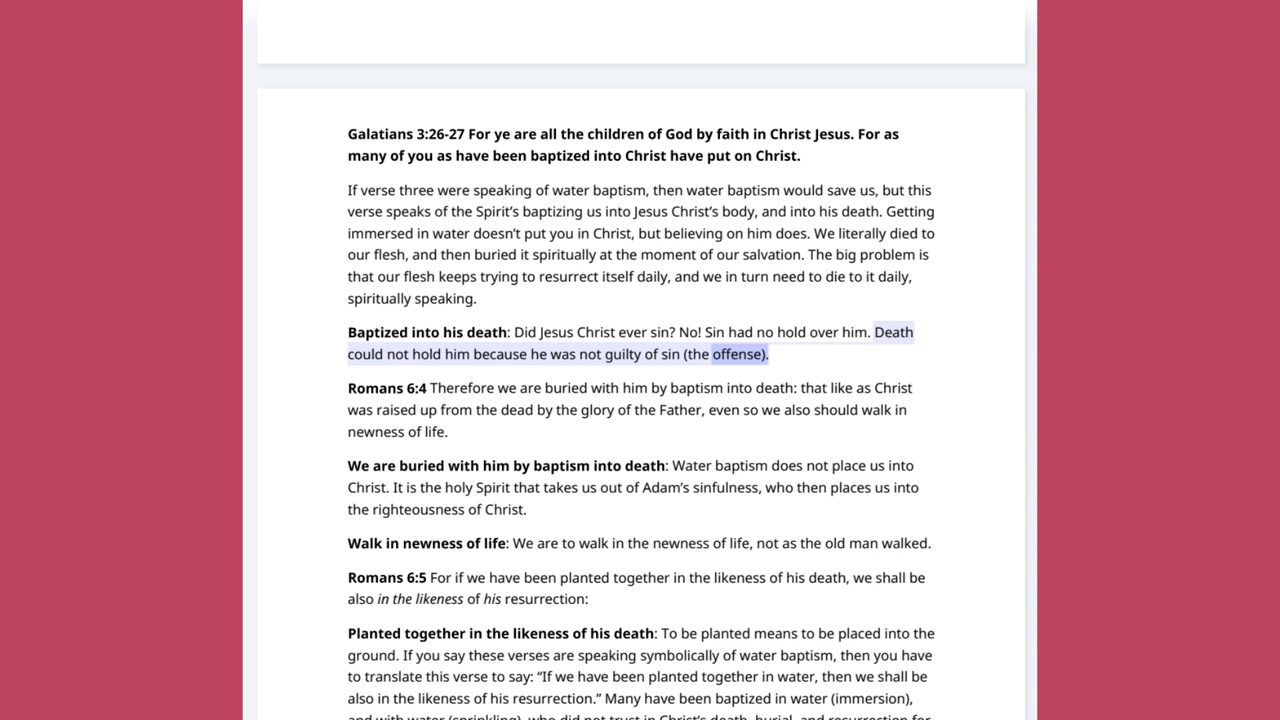 Galatians 3:26-27 For ye are all the children of God by faith in Christ Jesus. For as
many of you as have been baptized into Christ have put on Christ.
If verse three were speaking of water baptism, then water baptism would save us, but this
verse speaks of the Spirit’s baptizing us into Jesus Christ’s body, and into his death. Getting
immersed in water doesn’t put you in Christ, but believing on him does. We literally died to
our flesh, and then buried it spiritually at the moment of our salvation. The big problem is
that our flesh keeps trying to resurrect itself daily, and we in turn need to die to it daily,
spiritually speaking.
Baptized into his death: Did Jesus Christ ever sin? No! Sin had no hold over him. Death
could not hold him because he was not guilty of sin (the offense).
Romans 6:4 Therefore we are buried with him by baptism into death: that like as Christ
was raised up from the dead by the glory of the Father, even so we also should walk in
newness of life.
We are buried with him by baptism into death: Water baptism does not place us into
Christ. It is the holy Spirit that takes us out of Adam’s sinfulness, who then places us into
the righteousness of Christ.
Walk in newness of life: We are to walk in the newness of life, not as the old man walked.
Romans 6:5 For if we have been planted together in the likeness of his death, we shall be
also in the likeness of his resurrection:
Planted together in the likeness of his death: To be planted means to be placed into the
ground. If you say these verses are speaking symbolically of water baptism, then you have
to translate this verse to say: “If we have been planted together in water, then we shall be
also in the likeness of his resurrection.” Many have been baptized in water (immersion),
and with water (sprinkling), who did not trust in Christ’s death, burial, and resurrection for